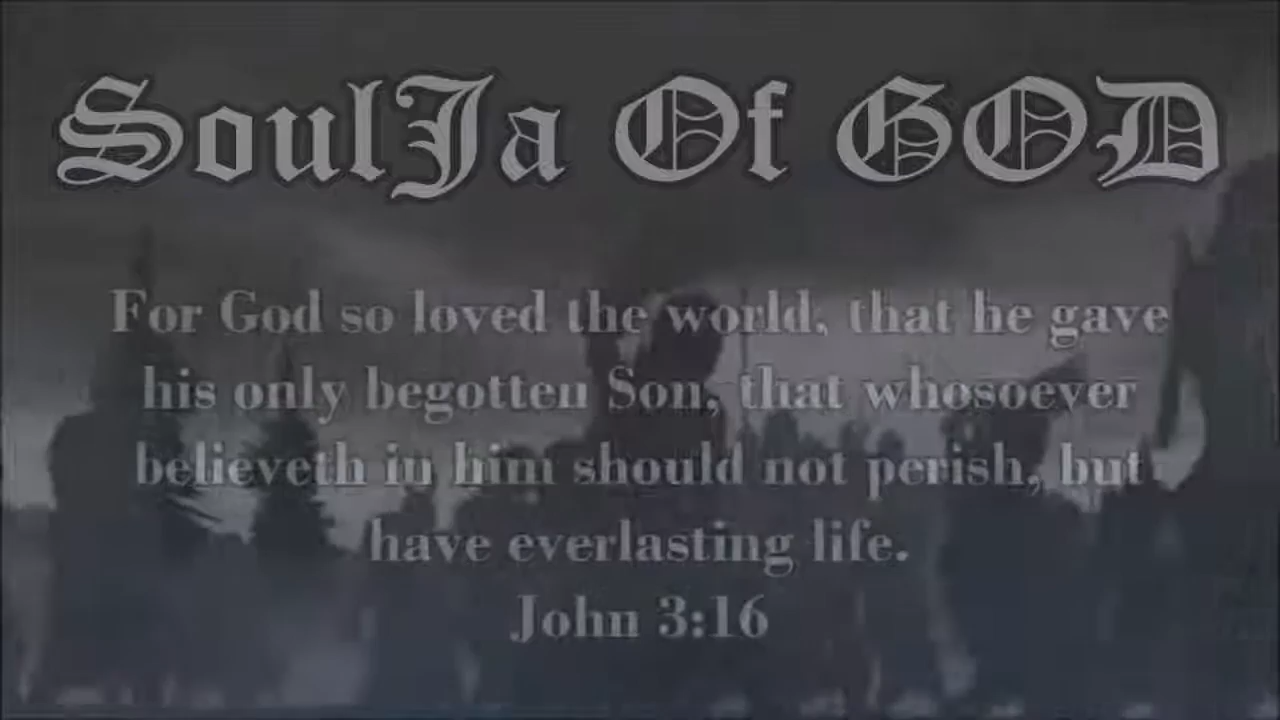 SoulJa Of GOD
For God so loved the world, that he gave
his only begotten Son, that whosoever
believeth in him should not perish, but
have everlasting life.
John 3:16